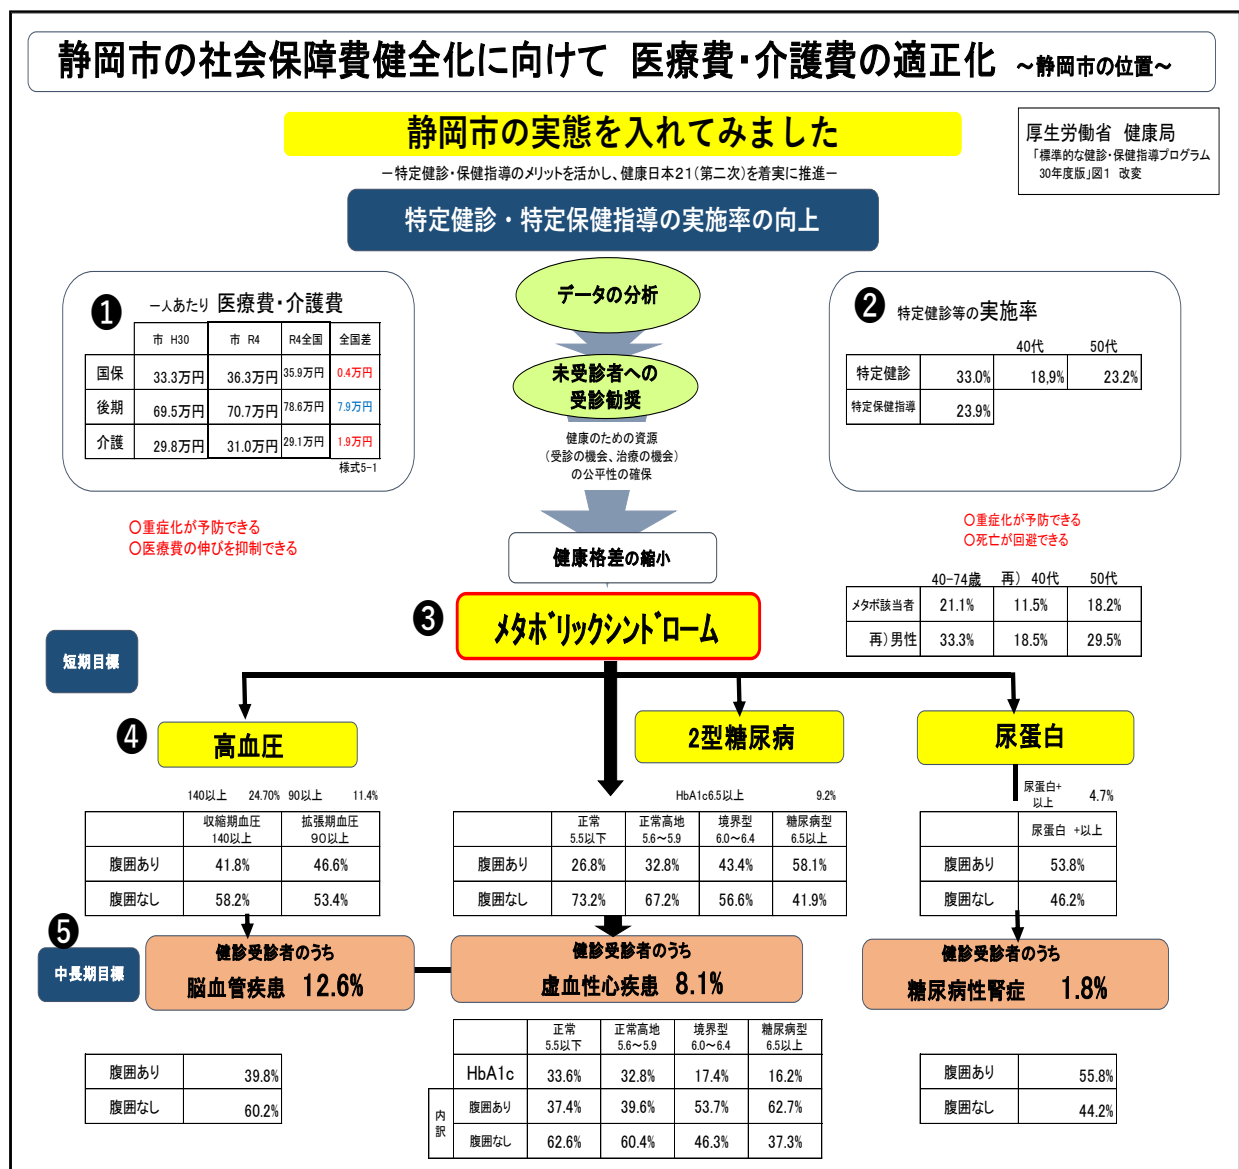 静岡市の社会保障費健全化に向けて 医療費・介護費の適正化 ～静岡市の位置～
静岡市の実態を入れてみました
厚生労働省 健康局
「標準的な健診・保健指導プログラム
30年度版」図1 改変
－特定健診・保健指導のメリットを活かし、健康日本21(第二次)を着実に推進－
特定健診・特定保健指導の実施率の向上
❶ 一人あたり 医療費・介護費
市 H30 市 R4 R4全国 全国差
国保 33.3万円 36.3万円 35.9万円 0.4万円
後期 69.5万円 70.7万円 78.6万円 7.9万円
介護 29.8万円 31.0万円 29.1万円 1.9万円
様式5-1
〇重症化が予防できる
〇医療費の伸びを抑制できる
データの分析
未受診者への
受診勧奨
健康のための資源
(受診の機会、治療の機会)
の公平性の確保
健康格差の縮小
❷ 特定健診等の実施率
40代 50代
特定健診 33.0% 18,9% 23.2%
特定保健指導 23.9%
〇重症化が予防できる
〇死亡が回避できる
40-74歳 再) 40代 50代
メタボ該当者 21.1% 11.5% 18.2%
再)男性 33.3% 18.5% 29.5%
❸ メタボリックシンドローム
短期目標
❹ 高血圧
2型糖尿病
尿蛋白
140以上 24.70% 90以上 11.4%
収縮期血圧 拡張期血圧
140以上 90以上
腹囲あり 41.8% 46.6%
腹囲なし 58.2% 53.4%
HbA1c6.5以上 9.2%
正常 正常高地 境界型 糖尿病型
5.5以下 5.6～5.9 6.0～6.4 6.5以上
腹囲あり 26.8% 32.8% 43.4% 58.1%
腹囲なし 73.2% 67.2% 56.6% 41.9%
尿蛋白+
以上 4.7%
尿蛋白 +以上
腹囲あり 53.8%
腹囲なし 46.2%
❺
中長期目標
健診受診者のうち
脳血管疾患 12.6%
健診受診者のうち
虚血性心疾患 8.1%
健診受診者のうち
糖尿病性腎症 1.8%
腹囲あり 39.8%
腹囲なし 60.2%
正常 正常高地 境界型 糖尿病型
5.5以下 5.6～5.9 6.0～6.4 6.5以上
HbA1c 33.6% 32.8% 17.4% 16.2%
内訳
腹囲あり 37.4% 39.6% 53.7% 62.7%
腹囲なし 62.6% 60.4% 46.3% 37.3%
腹囲あり 55.8%
腹囲なし 44.2%